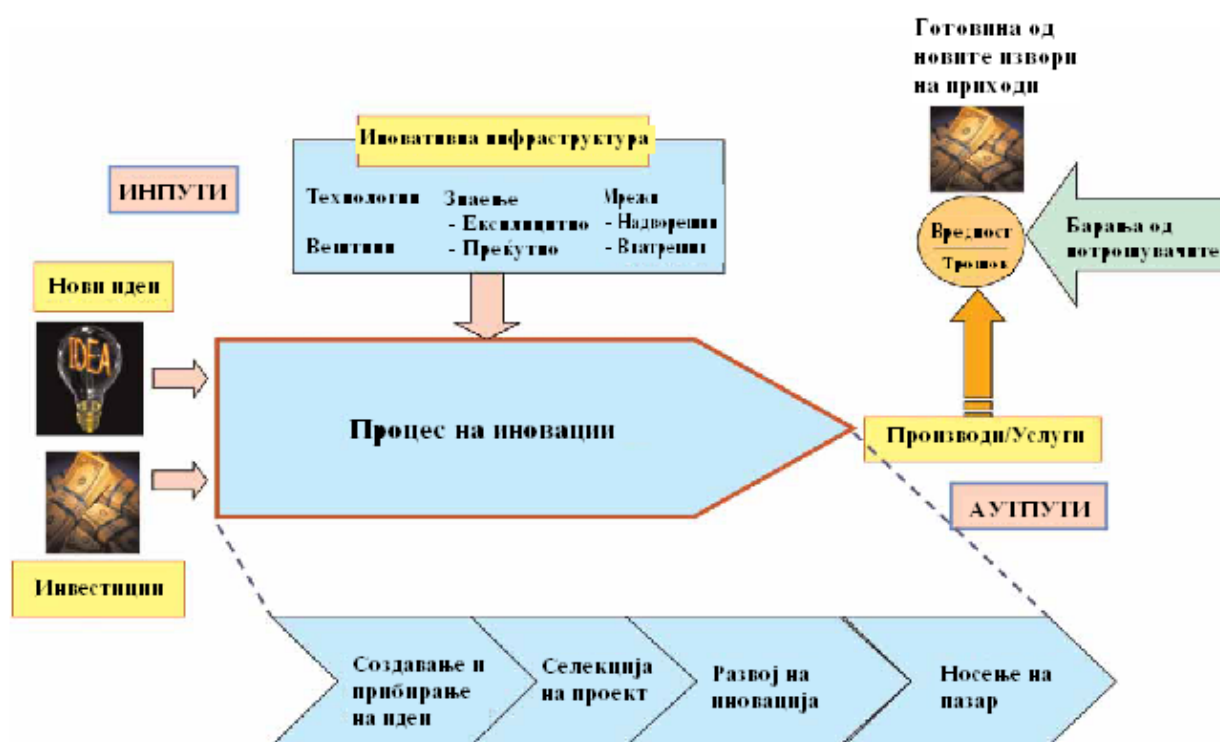 Готовина од
новите извори
на приходи
Иновативна инфраструктура
ИНПУТИ
Технологии
Вештини
Знаење
- Експлицитно
- Преќутно
Мрежи
- Надворешни
- Внатрешни
Вредност
Трошок
Барања од
потрошувачите
Нови идеи
IDEA
Процес на иновации
Производи/Услуги
АУТПУТИ
Инвестиции
Создавање и
прибирање
на идеи
Селекција
на проект
Развој на
иновација
Носење на
пазар